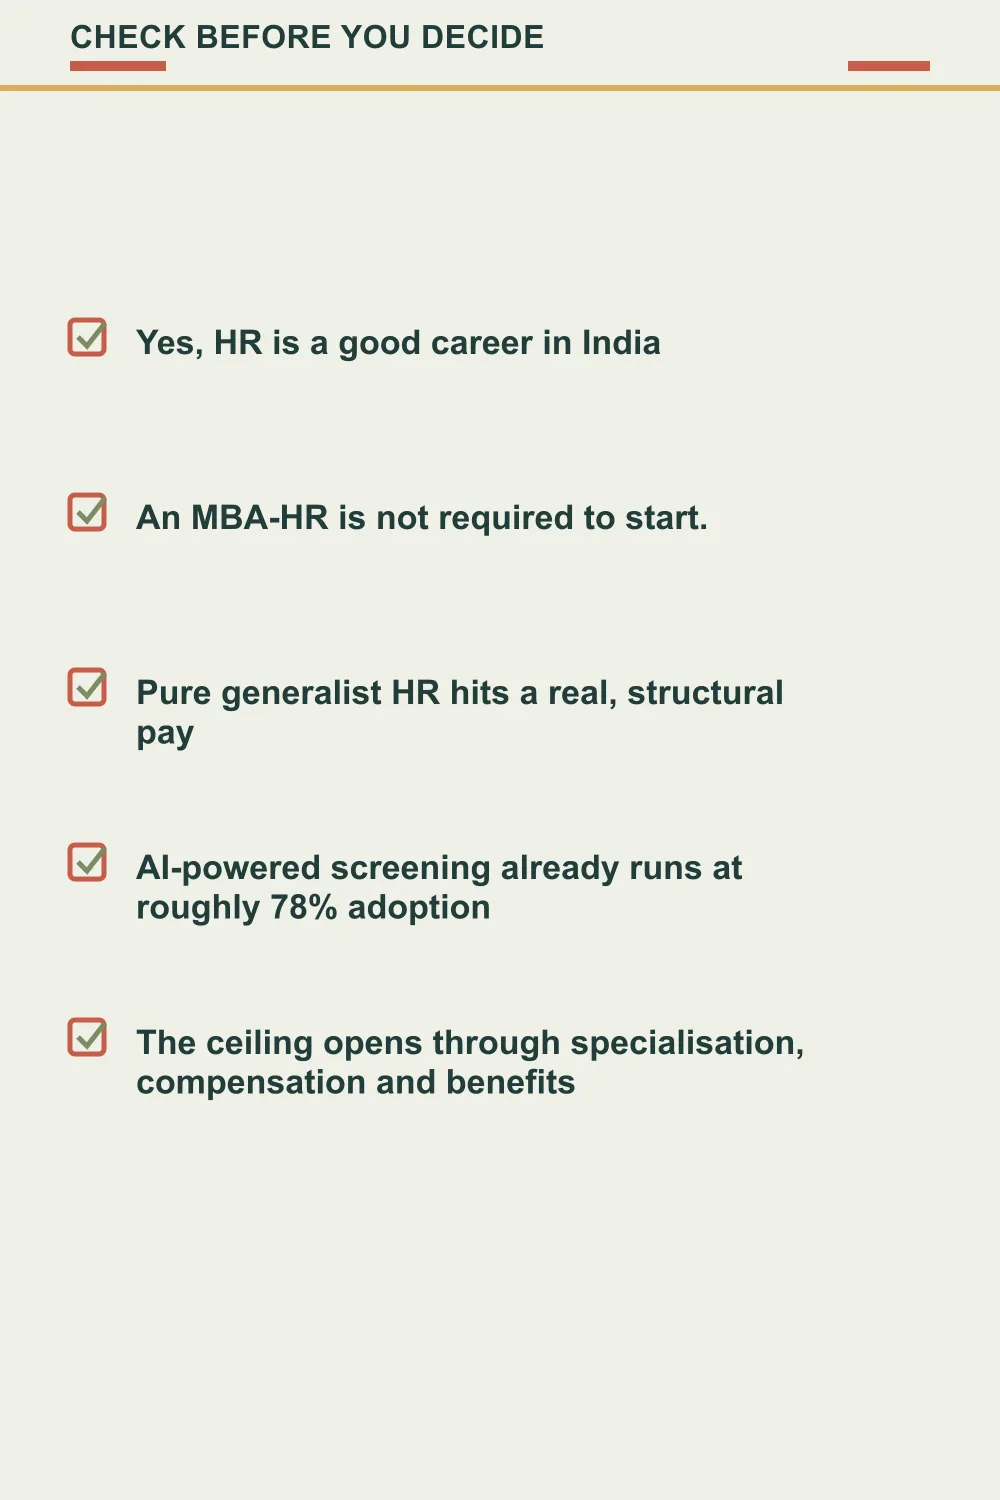 CHECK BEFORE YOU DECIDE
Yes, HR is a good career in India
An MBA-HR is not required to start.
Pure generalist HR hits a real, structural
pay
AI-powered screening already runs at
roughly 78% adoption
The ceiling opens through specialisation,
compensation and benefits